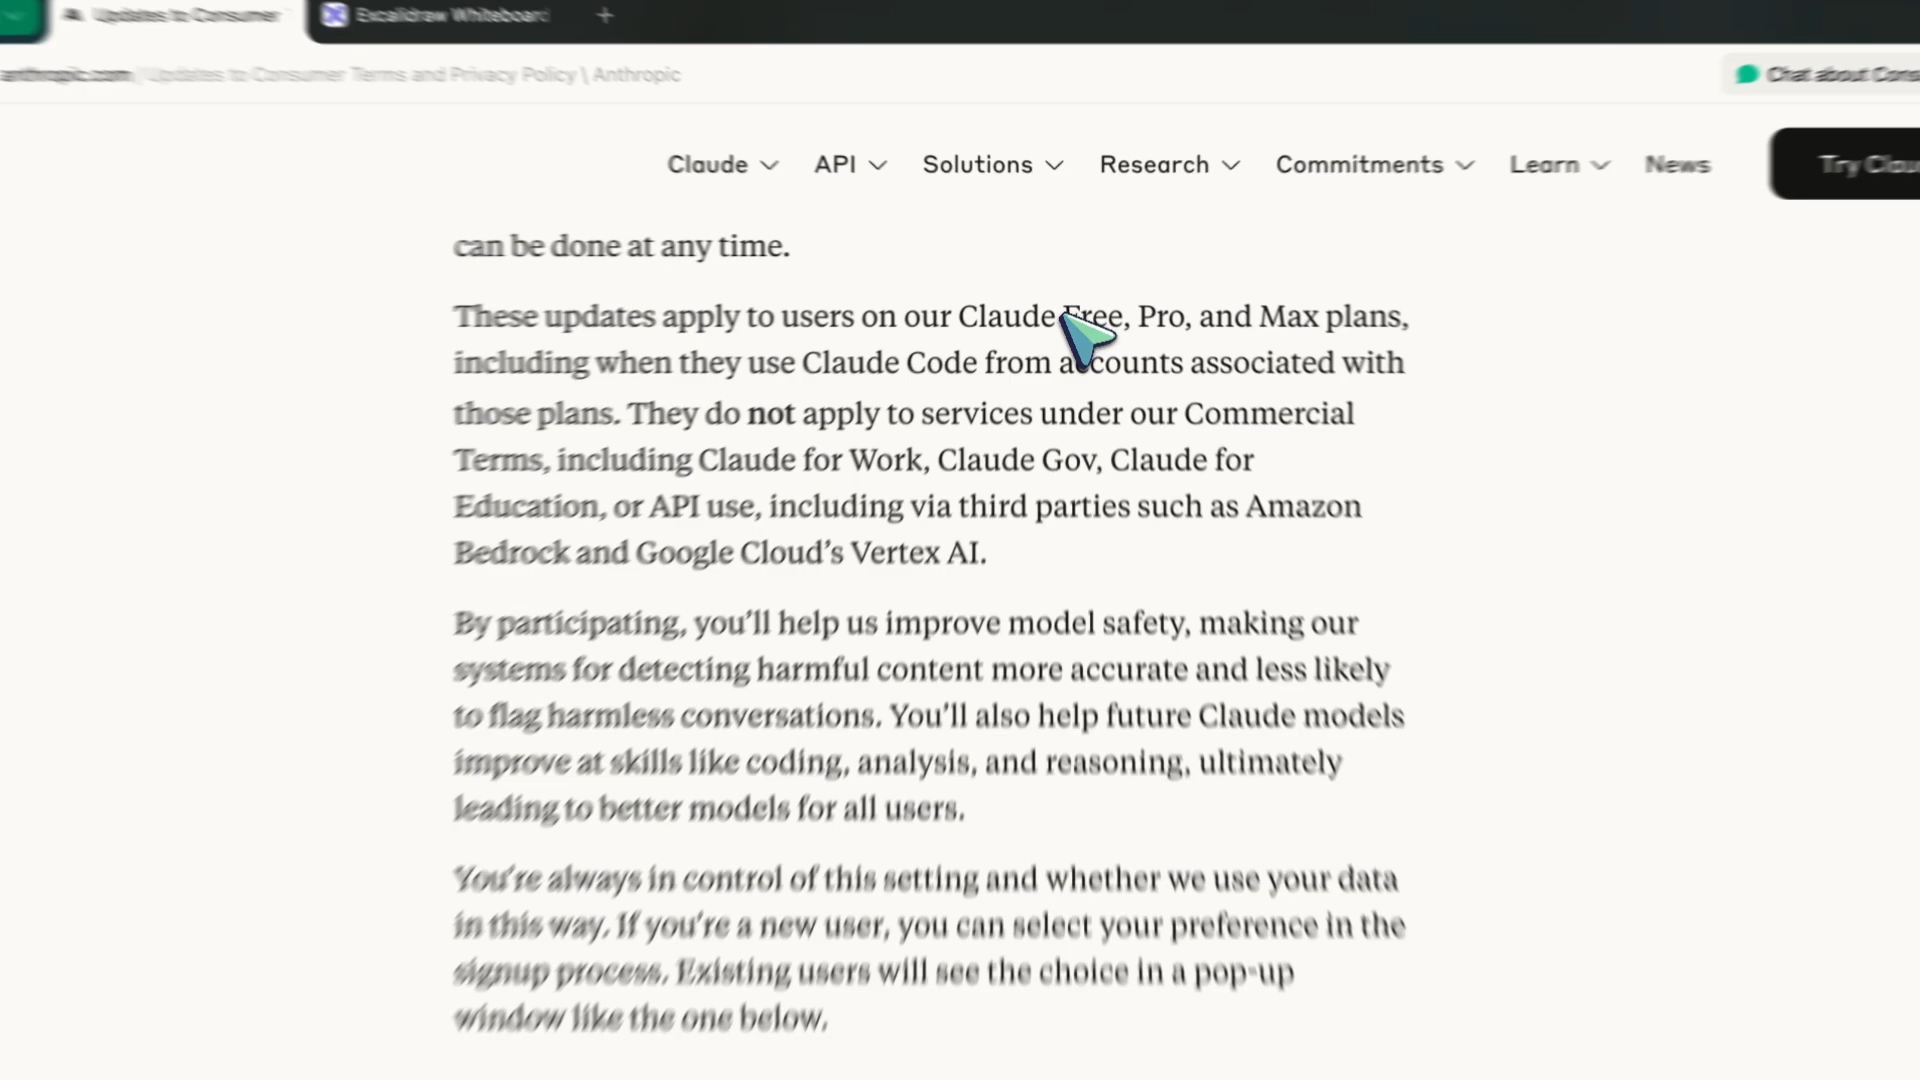 Updates to Consumer
Excalidraw Whiteboard
+
anthropic.com / Updates to Consumer Terms and Privacy Policy \ Anthropic
Chat about Cons
Claude API Solutions Research Commitments Learn News Try Clau
can be done at any time.
These updates apply to users on our Claude Free, Pro, and Max plans,
including when they use Claude Code from accounts associated with
those plans. They do not apply to services under our Commercial
Terms, including Claude for Work, Claude Gov, Claude for
Education, or API use, including via third parties such as Amazon
Bedrock and Google Cloud’s Vertex AI.
By participating, you’ll help us improve model safety, making our
systems for detecting harmful content more accurate and less likely
to flag harmless conversations. You’ll also help future Claude models
improve at skills like coding, analysis, and reasoning, ultimately
leading to better models for all users.
You’re always in control of this setting and whether we use your data
in this way. If you’re a new user, you can select your preference in the
signup process. Existing users will see the choice in a pop-up
window like the one below.